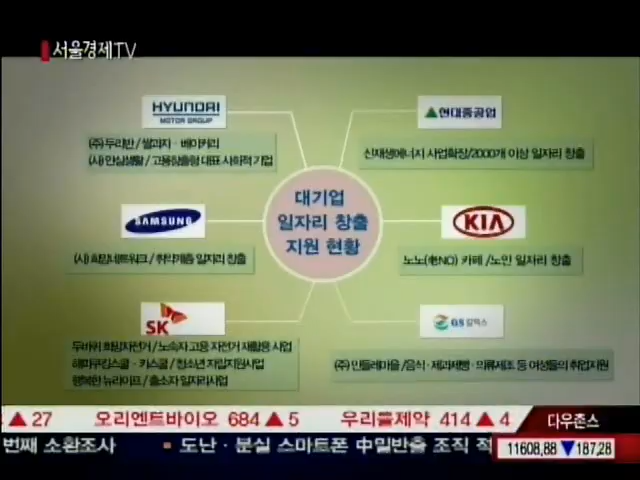 서울경제TV
HYUNDAI
MOTOR GROUP
(주) 두리반 / 쌀과자 · 베이커리
(사) 안심생활 / 고용창출형 대표 사회적 기업
현대중공업
신재생에너지 사업확장/2000개 이상 일자리 창출
대기업
일자리 창출
지원 현황
SAMSUNG
(사) 희망네트워크 / 취약계층 일자리 창출
KIA
노노(老NO) 카페 /노인 일자리 창출
SK
두바퀴 희망자전거 / 노숙자 고용 자전거 재활용 사업
해피쿠킹스쿨 · 카스쿨 / 청소년 자립지원사업
행복한 뉴라이프 / 출소자 일자리사업
GS칼텍스
(주) 민들레마을 /음식 · 제과제빵 · 의류제조 등 여성들의 취업지원
▲ 27 오리엔트바이오 684 ▲ 5 우리들제약 414 ▲ 4 다우존스
번째 소환조사 ▪ 도난 · 분실 스마트폰 中밀반출 조직 적
11608,88 ▼187,28